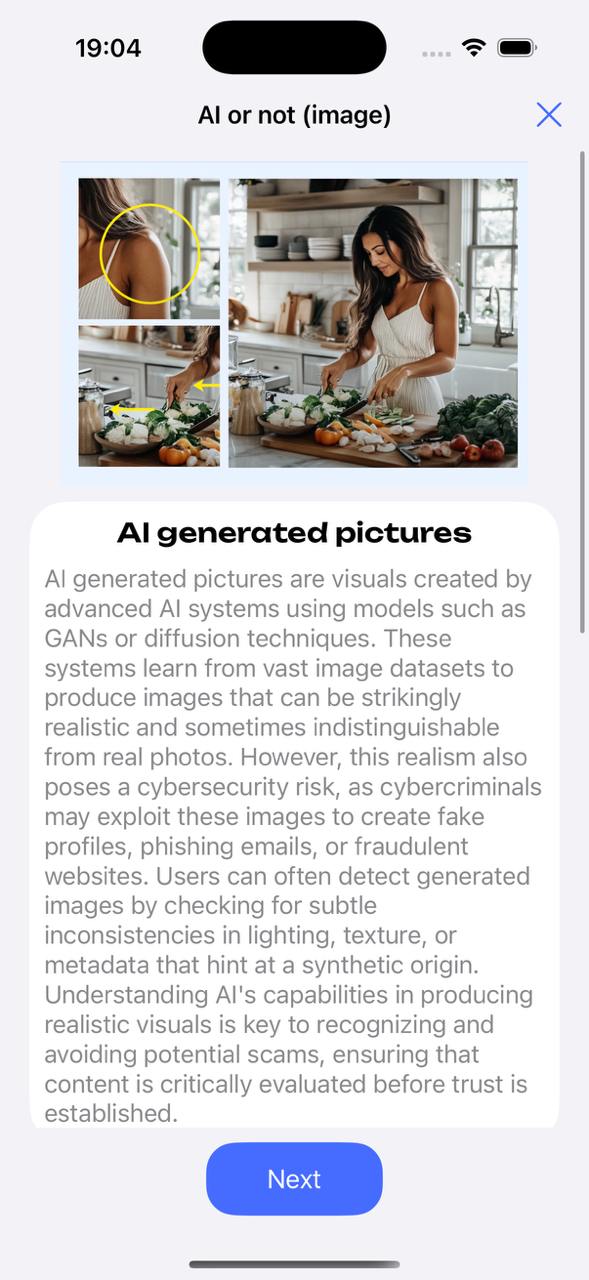 19:04
AI or not (image)
AI generated pictures
AI generated pictures are visuals created by
advanced AI systems using models such as
GANs or diffusion techniques. These
systems learn from vast image datasets to
produce images that can be strikingly
realistic and sometimes indistinguishable
from real photos. However, this realism also
poses a cybersecurity risk, as cybercriminals
may exploit these images to create fake
profiles, phishing emails, or fraudulent
websites. Users can often detect generated
images by checking for subtle
inconsistencies in lighting, texture, or
metadata that hint at a synthetic origin.
Understanding AI's capabilities in producing
realistic visuals is key to recognizing and
avoiding potential scams, ensuring that
content is critically evaluated before trust is
established.
Next